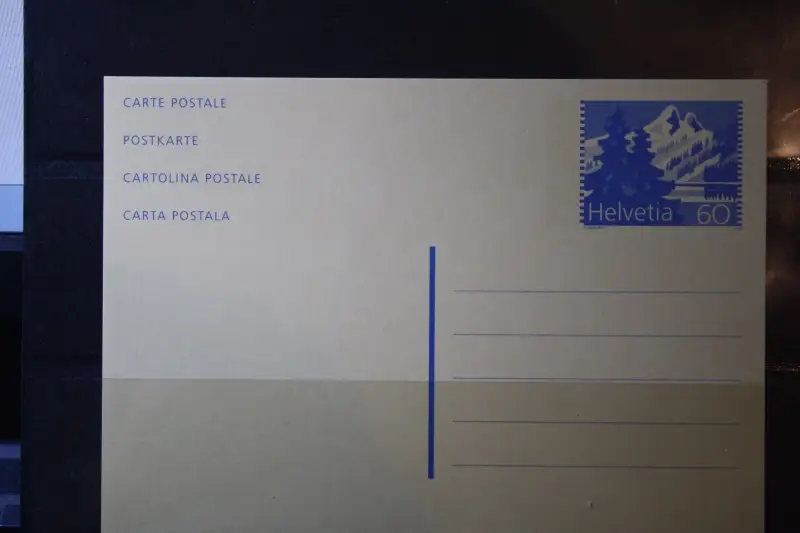 CARTE POSTALE
POSTKARTE
CARTOLINA POSTALE
CARTA POSTALA
Helvetia 60